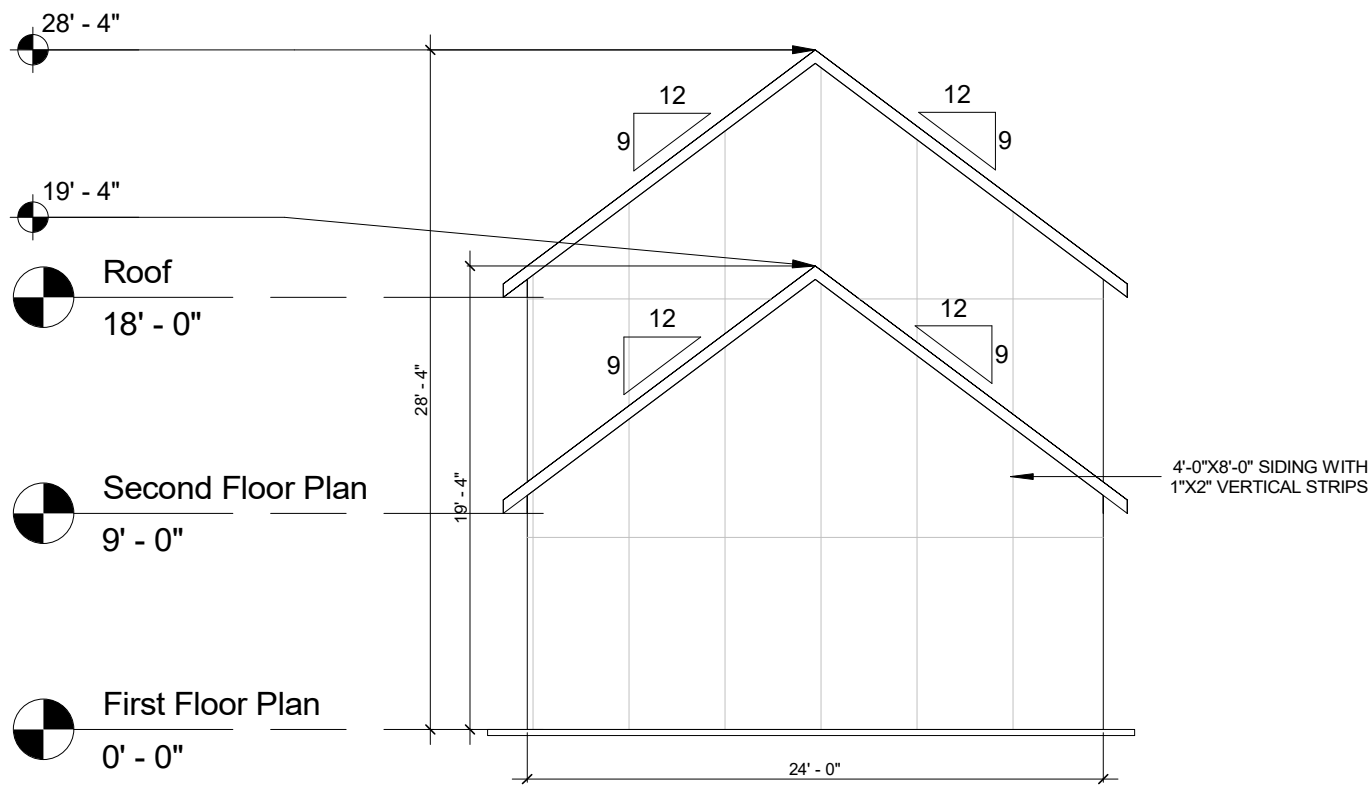 28' - 4"
12
12
9
9
19' - 4"
Roof
18' - 0"
12
12
9
9
28' - 4"
19' - 4"
4'-0"X8'-0" SIDING WITH
1"X2" VERTICAL STRIPS
Second Floor Plan
9' - 0"
First Floor Plan
0' - 0"
24' - 0"